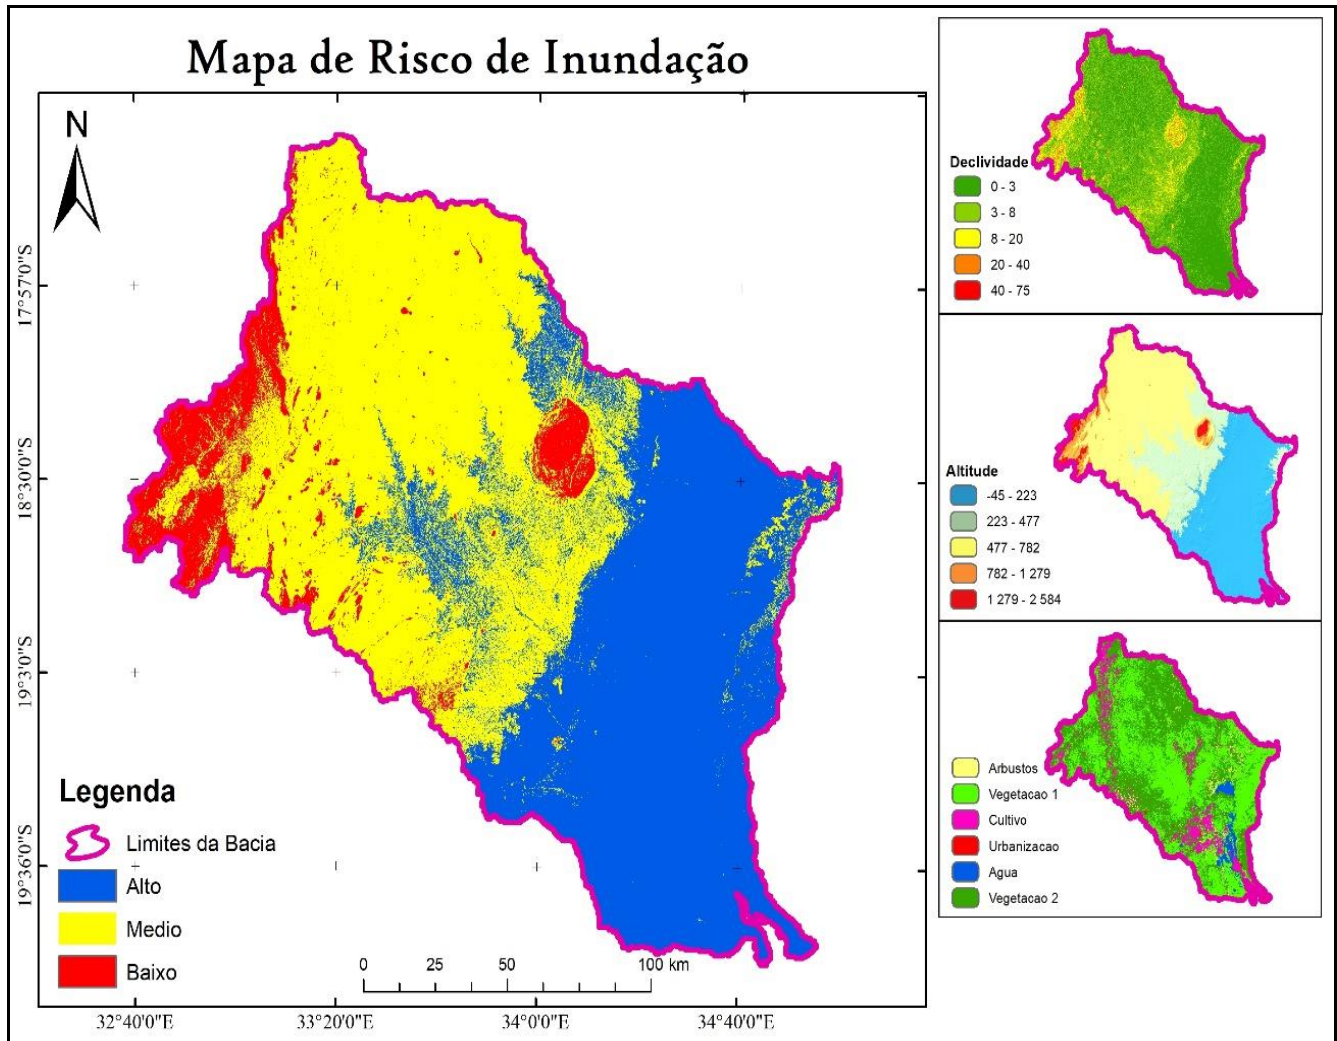 Mapa de Risco de Inundação
N
17°57'0"S
18°30'0"S
19°3'0"S
19°36'0"S
32°40'0"E
33°20'0"E
34°0'0"E
34°40'0"E
Legenda
Limites da Bacia
Alto
Medio
Baixo
0 25 50 100 km
Declividade
0 - 3
3 - 8
8 - 20
20 - 40
40 - 75
Altitude
-45 - 223
223 - 477
477 - 782
782 - 1 279
1 279 - 2 584
Arbustos
Vegetacao 1
Cultivo
Urbanizacao
Agua
Vegetacao 2